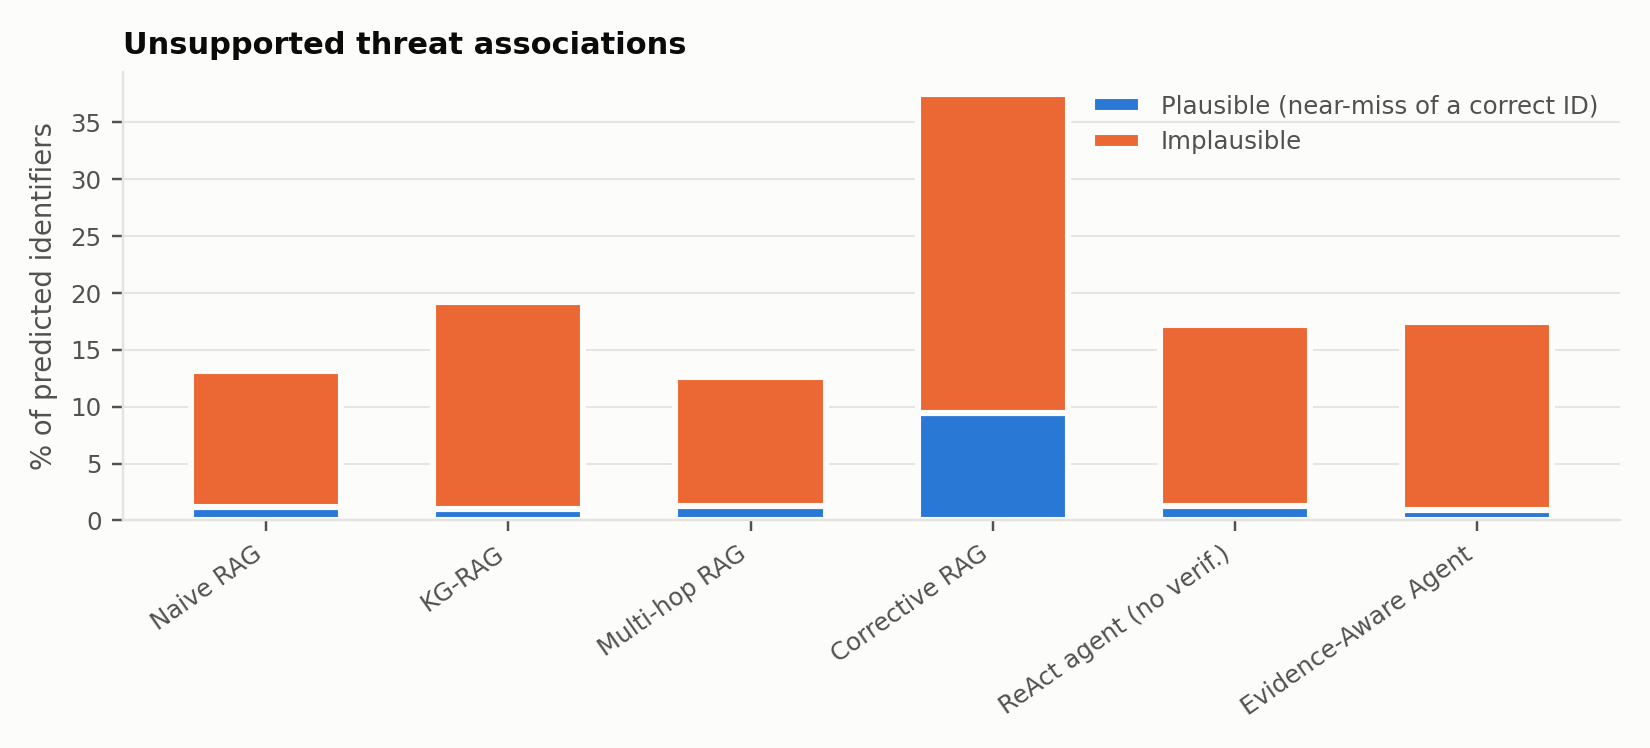 Unsupported threat associations
% of predicted identifiers
35
30
25
20
15
10
5
0
Plausible (near-miss of a correct ID)
Implausible
Naive RAG
KG-RAG
Multi-hop RAG
Corrective RAG
ReAct agent (no verif.)
Evidence-Aware Agent